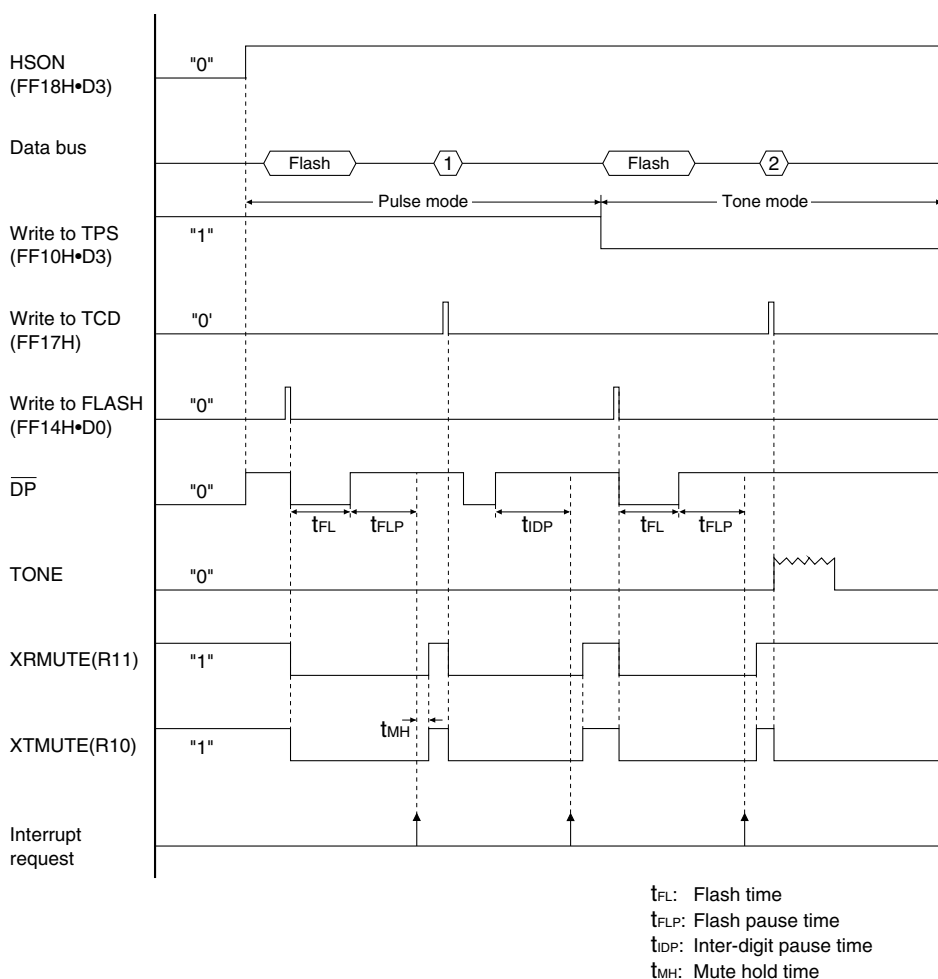 HSON
(FF18H•D3)
"0"
Data bus
Flash
1
Flash
2
Pulse mode
Tone mode
Write to TPS
(FF10H•D3)
"1"
Write to TCD
(FF17H)
"0'
Write to FLASH
(FF14H•D0)
"0"
DP
"0"
tFL
tFLP
tIDP
tFL
tFLP
TONE
"0"
XRMUTE(R11)
"1"
tMH
XTMUTE(R10)
"1"
Interrupt
request
tFL: Flash time
tFLP: Flash pause time
tIDP: Inter-digit pause time
tMH: Mute hold time